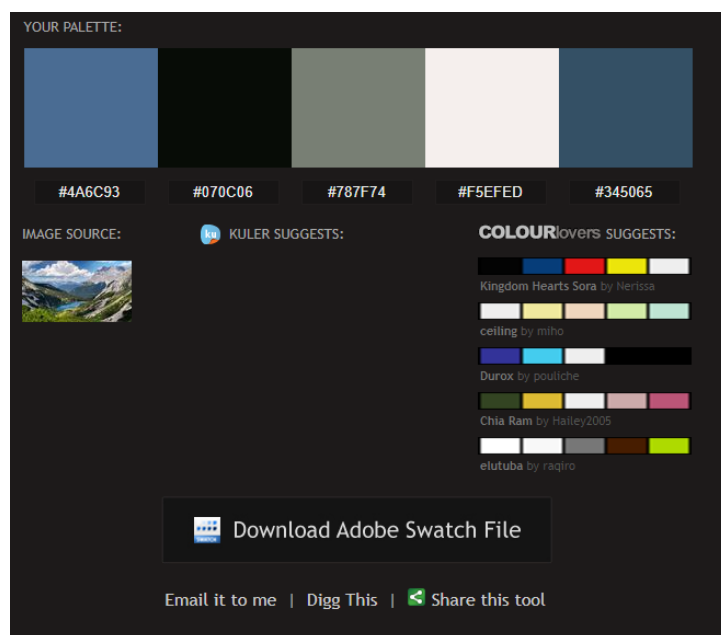 YOUR PALETTE:
#4A6C93 #070C06 #787F74 #F5EFED #345065
IMAGE SOURCE: ku KULER SUGGESTS: COLOURlovers SUGGESTS:
Kingdom Hearts Sora by Nerissa
ceiling by miho
Durox by pouliche
Chia Ram by Hailey2005
elutuba by raqiro
Download Adobe Swatch File
Email it to me | Digg This | Share this tool